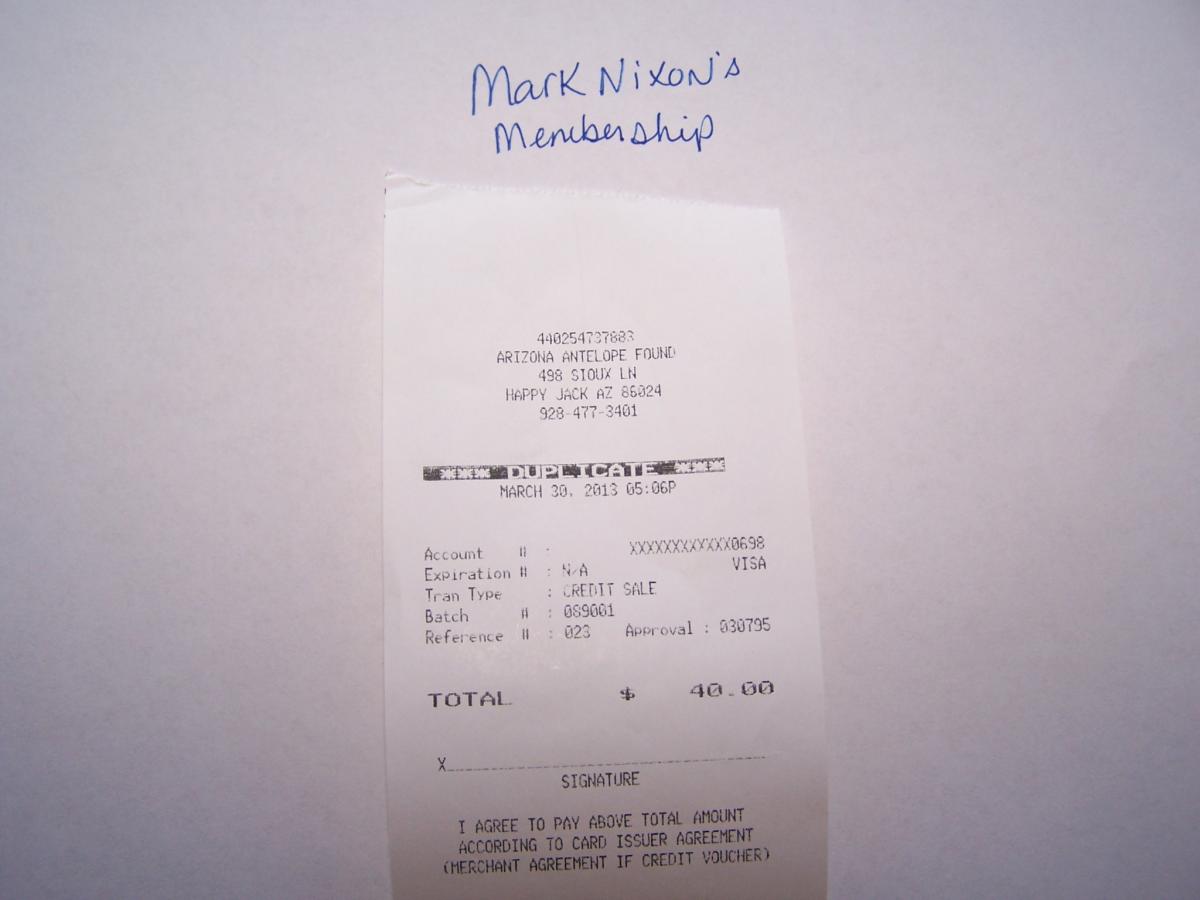 Mark Nixon's
Membership
440254737883
ARIZONA ANTELOPE FOUND
498 SIOUX LN
HAPPY JACK AZ 86024
928-477-3401
*** DUPLICATE ***
MARCH 30, 2013 05:06P
Account # : XXXXXXXXXXXX0698
Expiration # : N/A VISA
Tran Type : CREDIT SALE
Batch # : 089001
Reference # : 023 Approval : 030795
TOTAL $ 40.00
X
SIGNATURE
I AGREE TO PAY ABOVE TOTAL AMOUNT
ACCORDING TO CARD ISSUER AGREEMENT
(MERCHANT AGREEMENT IF CREDIT VOUCHER)